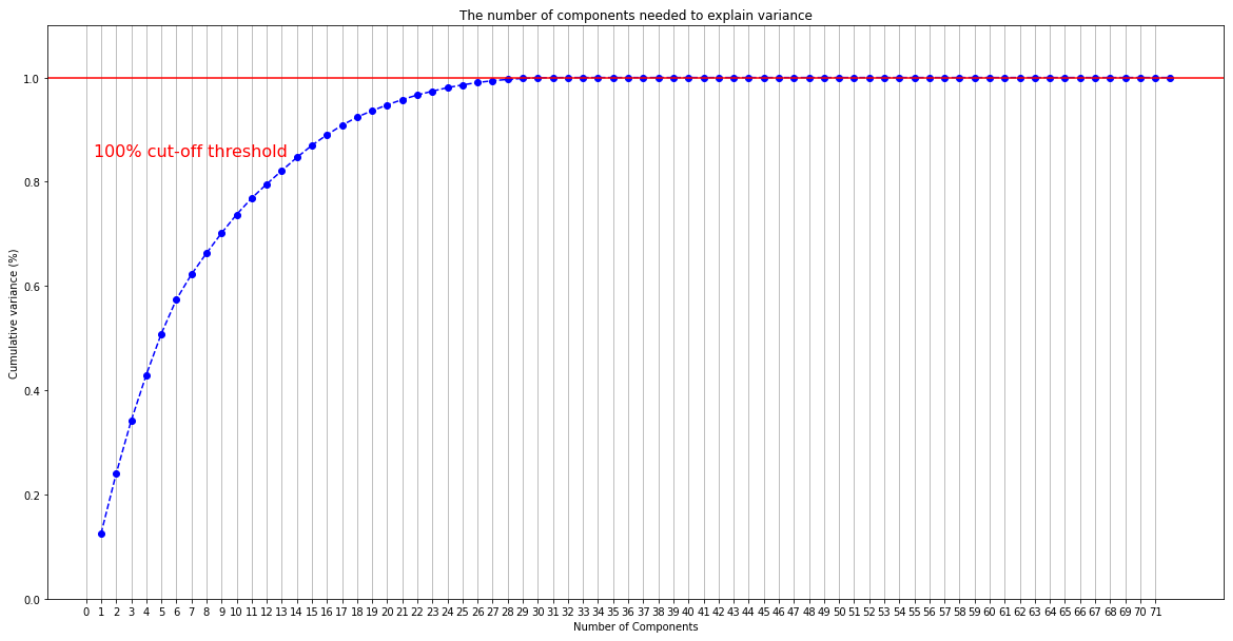 The number of components needed to explain variance
1.0
100% cut-off threshold
0.8
0.6
0.4
0.2
0.0
Cumulative variance (%)
0 1 2 3 4 5 6 7 8 9 10 11 12 13 14 15 16 17 18 19 20 21 22 23 24 25 26 27 28 29 30 31 32 33 34 35 36 37 38 39 40 41 42 43 44 45 46 47 48 49 50 51 52 53 54 55 56 57 58 59 60 61 62 63 64 65 66 67 68 69 70 71
Number of Components